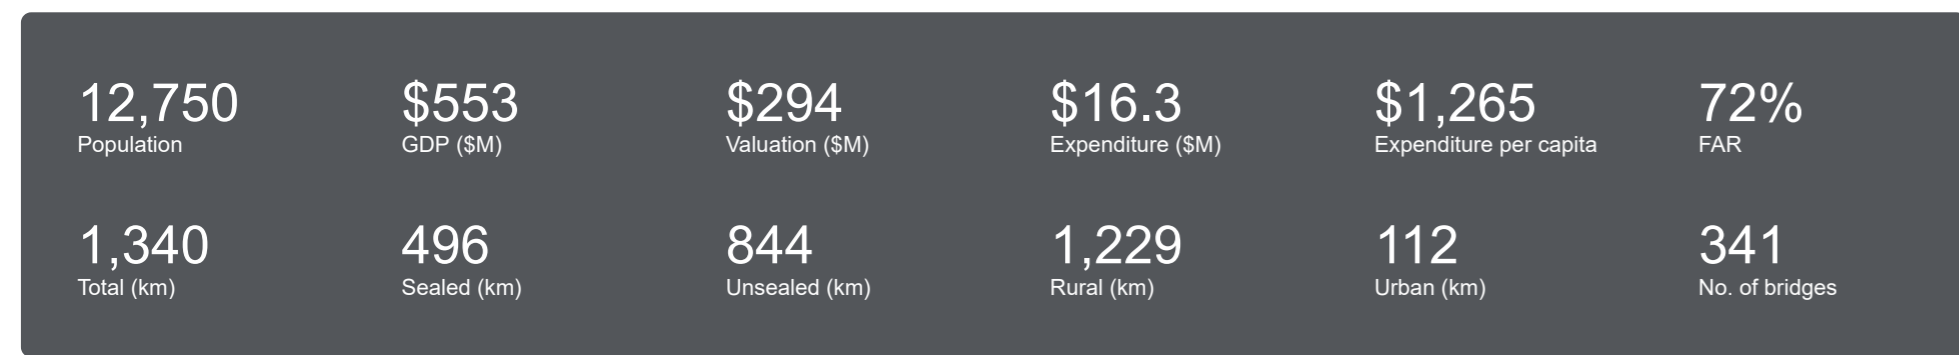 12,750 $553 $294 $16.3 $1,265 72%
Population GDP ($M) Valuation ($M) Expenditure ($M) Expenditure per capita FAR
1,340 496 844 1,229 112 341
Total (km) Sealed (km) Unsealed (km) Rural (km) Urban (km) No. of bridges